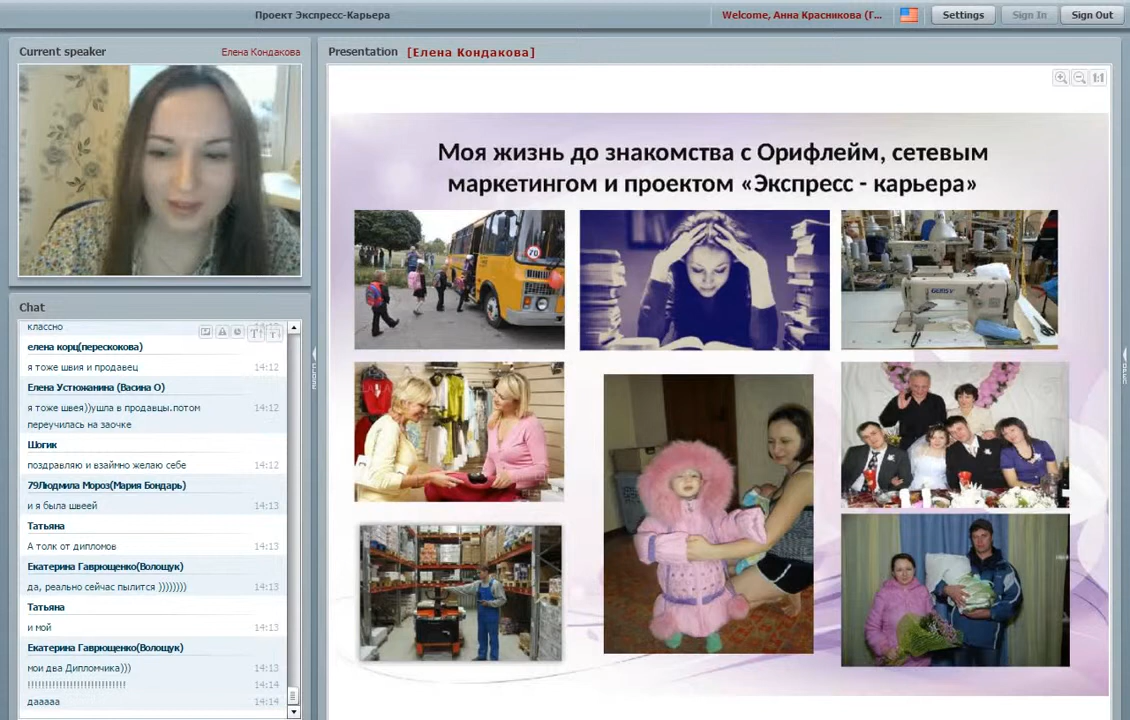 Проект Экспресс-Карьера
Welcome, Анна Красникова (Г...
Settings
Sign In
Sign Out
Current speaker
Елена Кондакова
Presentation [Елена Кондакова]
1:1
Моя жизнь до знакомства с Орифлейм, сетевым
маркетингом и проектом «Экспресс - карьера»
70
Chat
классно
елена корц(перескокова)
я тоже швия и продавец 14:12
Елена Устюжанина (Васина О)
я тоже швея))ушла в продавцы.потом 14:12
переучилась на заочке
Шогик
поздравляю и взаймно желаю себе 14:12
79Людмила Мороз(Мария Бондарь)
и я была швеей 14:13
Татьяна
А толк от дипломов 14:13
Екатерина Гаврющенко(Волощук)
да, реально сейчас пылится )))))))) 14:13
Татьяна
и мой 14:13
Екатерина Гаврющенко(Волощук)
мои два Дипломчика))) 14:13
!!!!!!!!!!!!!!!!!!!!!!!!!!! 14:14
дааааа 14:14